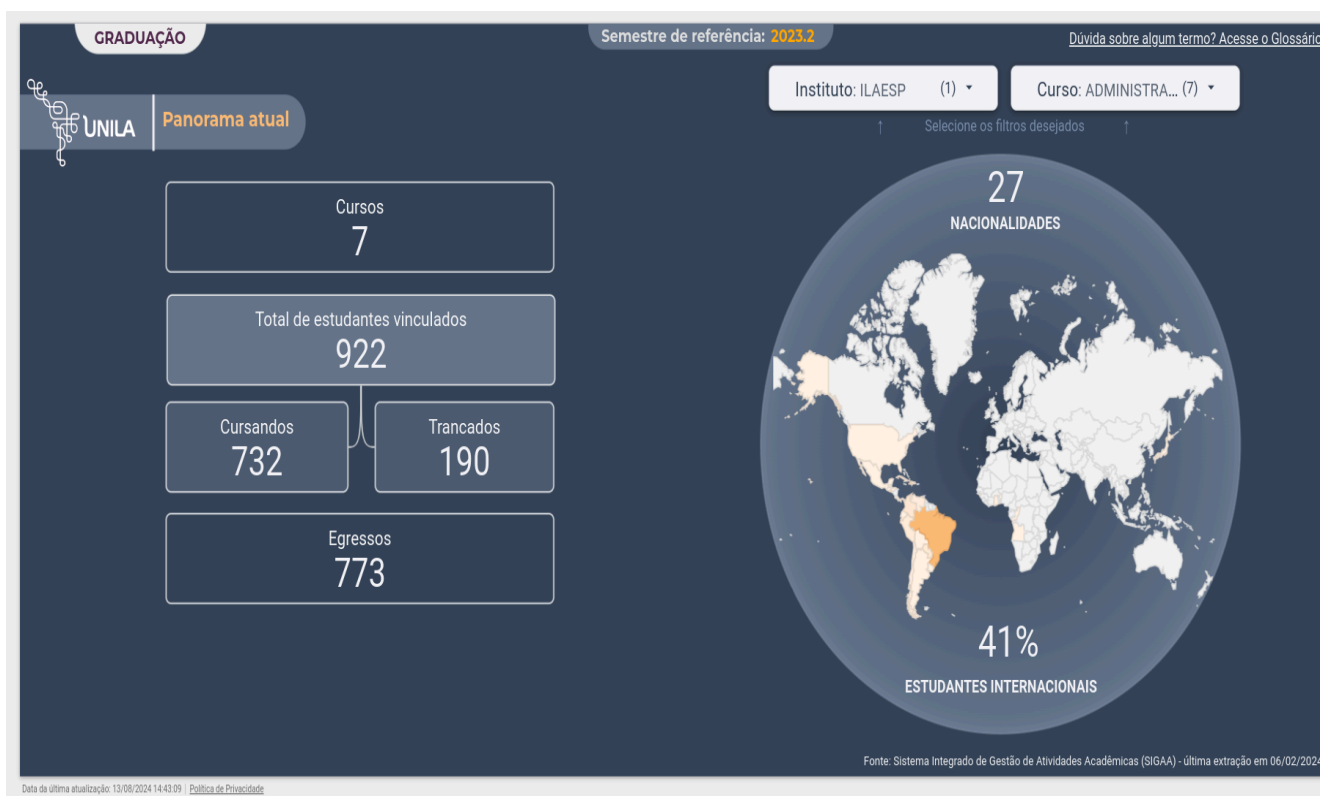 GRADUAÇÃO
Semestre de referência: 2023.2
Dúvida sobre algum termo? Acesse o Glossário
Instituto: ILAESP (1)
Curso: ADMINISTRA... (7)
↑ Selecione os filtros desejados ↑
UNILA
Panorama atual
Cursos
7
Total de estudantes vinculados
922
Cursandos
732
Trancados
190
Egressos
773
27
NACIONALIDADES
41%
ESTUDANTES INTERNACIONAIS
Fonte: Sistema Integrado de Gestão de Atividades Acadêmicas (SIGAA) - última extração em 06/02/2024
Data da última atualização: 13/08/2024 14:43:09 | Política de Privacidade